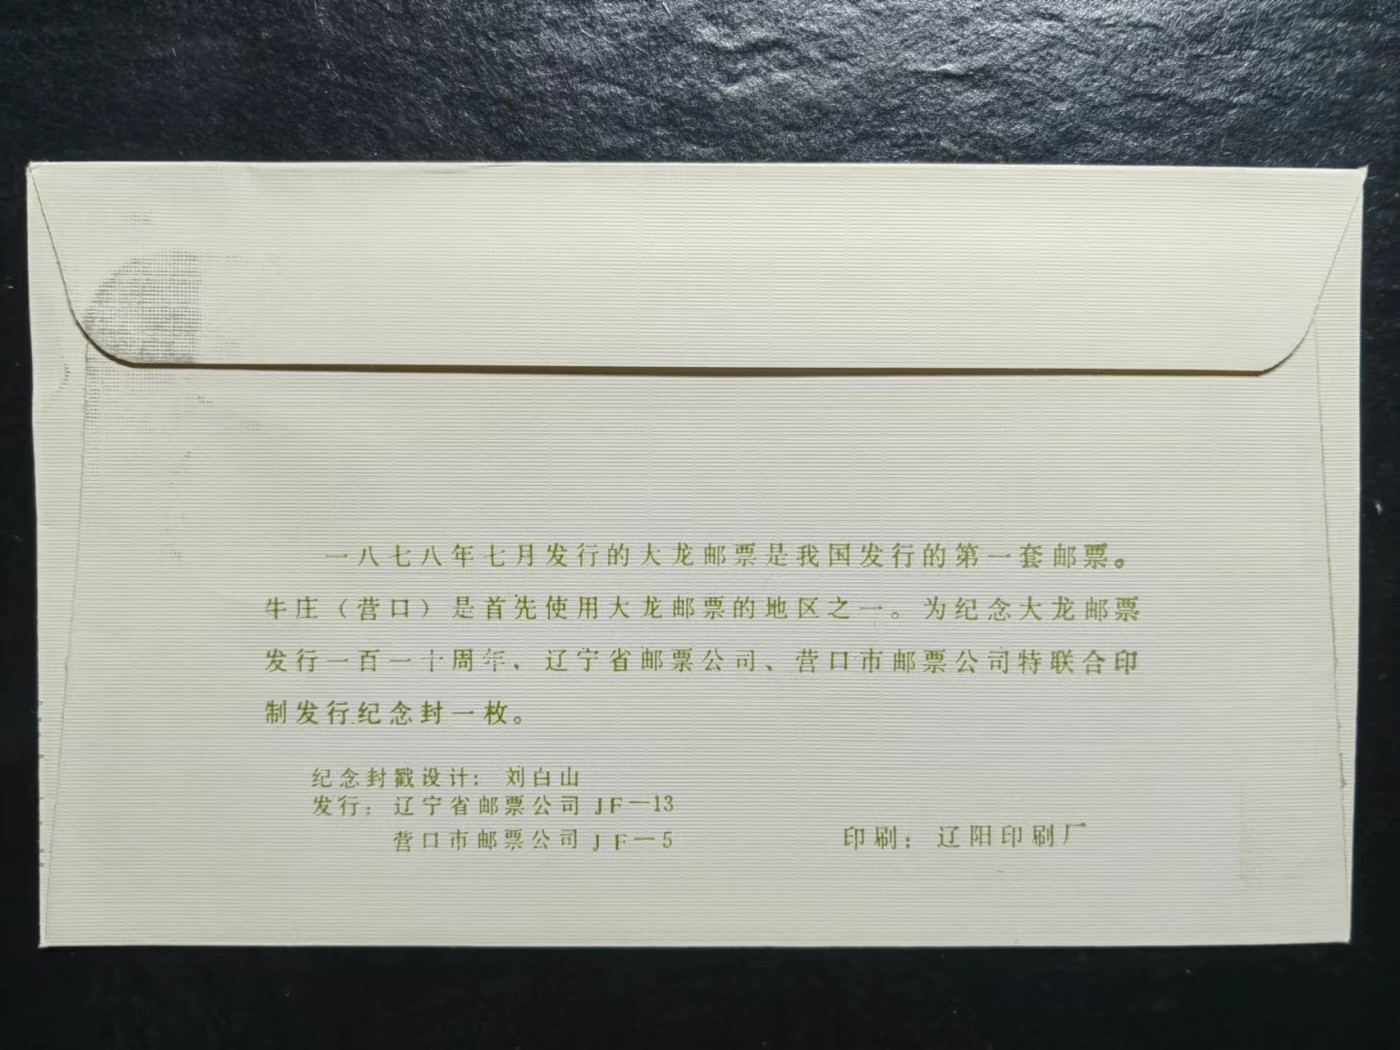 一八七八年七月发行的大龙邮票是我国发行的第一套邮票。
牛庄（营口）是首先使用大龙邮票的地区之一。为纪念大龙邮票
发行一百一十周年，辽宁省邮票公司、营口市邮票公司特联合印
制发行纪念封一枚。
纪念封戳设计：刘白山
发行：辽宁省邮票公司 JF—13
营口市邮票公司 JF—5
印刷：辽阳印刷厂